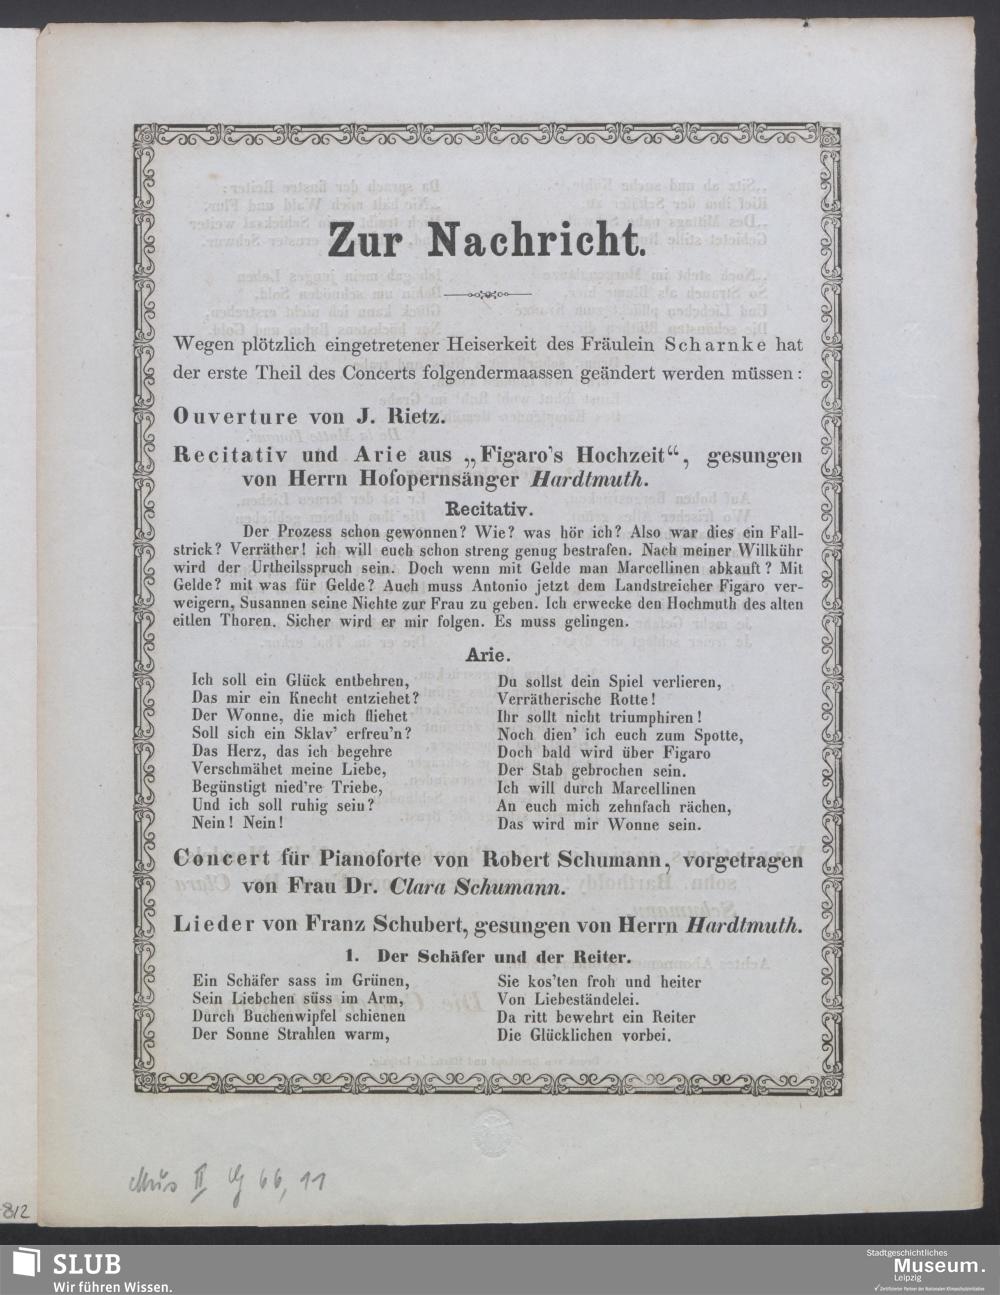 Zur Nachricht.
Wegen plötzlich eingetretener Heiserkeit des Fräulein Scharnke hat
der erste Theil des Concerts folgendermaassen geändert werden müssen:
Ouverture von J. Rietz.
Recitativ und Arie aus „Figaro's Hochzeit“, gesungen
von Herrn Hofopernsänger Hardtmuth.
Recitativ.
Der Prozess schon gewonnen? Wie? was hör ich? Also war dies ein Fall-
strick? Verräther! ich will euch schon streng genug bestrafen. Nach meiner Willkühr
wird der Urtheilsspruch sein. Doch wenn mit Gelde man Marcellinen abkauft? Mit
Gelde? mit was für Gelde? Auch muss Antonio jetzt dem Landstreicher Figaro ver-
weigern, Susannen seine Nichte zur Frau zu geben. Ich erwecke den Hochmuth des alten
eitlen Thoren. Sicher wird er mir folgen. Es muss gelingen.
Arie.
Ich soll ein Glück entbehren,
Das mir ein Knecht entziehet?
Der Wonne, die mich fliehet
Soll sich ein Sklav' erfreu'n?
Das Herz, das ich begehre
Verschmähet meine Liebe,
Begünstigt nied're Triebe,
Und ich soll ruhig sein?
Nein! Nein!
Du sollst dein Spiel verlieren,
Verrätherische Rotte!
Ihr sollt nicht triumphiren!
Noch dien' ich euch zum Spotte,
Doch bald wird über Figaro
Der Stab gebrochen sein.
Ich will durch Marcellinen
An euch mich zehnfach rächen,
Das wird mir Wonne sein.
Concert für Pianoforte von Robert Schumann, vorgetragen
von Frau Dr. Clara Schumann.
Lieder von Franz Schubert, gesungen von Herrn Hardtmuth.
1. Der Schäfer und der Reiter.
Ein Schäfer sass im Grünen,
Sein Liebchen süss im Arm,
Durch Buchenwipfel schienen
Der Sonne Strahlen warm,
Sie kos'ten froh und heiter
Von Liebeständelei.
Da ritt bewehrt ein Reiter
Die Glücklichen vorbei.
Mus II G 66, 11
812
SLUB
Wir führen Wissen.
Stadtgeschichtliches
Museum.
Leipzig
Zertifizierter Partner der Nationalen Klimaschutzinitiative